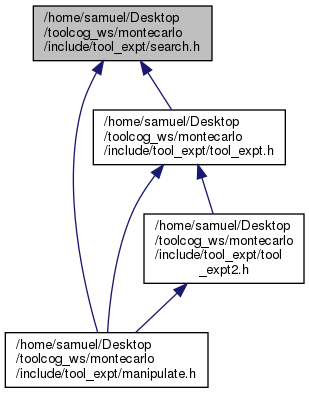 /home/samuel/Desktop
/toolcog_ws/montecarlo
/include/tool_expt/search.h
/home/samuel/Desktop
/toolcog_ws/montecarlo
/include/tool_expt/tool_expt.h
/home/samuel/Desktop
/toolcog_ws/montecarlo
/include/tool_expt/tool
_expt2.h
/home/samuel/Desktop
/toolcog_ws/montecarlo
/include/tool_expt/manipulate.h